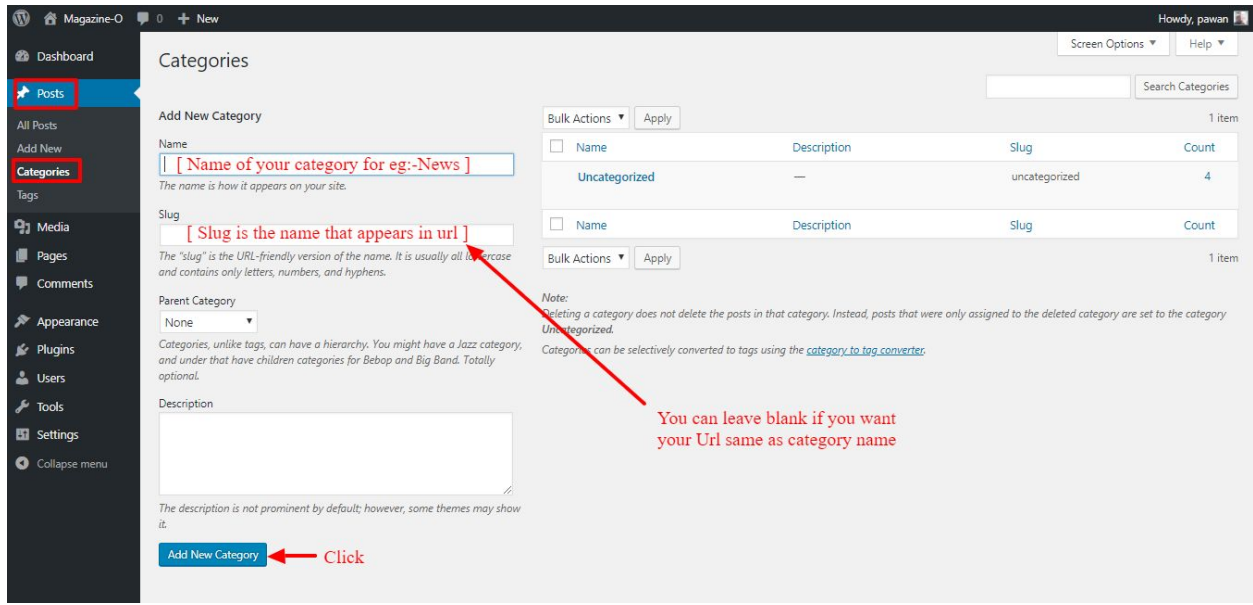 Magazine-O 0 + New Howdy, pawan
Dashboard
Posts
All Posts
Add New
Categories
Tags
Media
Pages
Comments
Appearance
Plugins
Users
Tools
Settings
Collapse menu
Screen Options ▼ Help ▼
Categories
Search Categories
Add New Category
Name
[ Name of your category for eg:-News ]
The name is how it appears on your site.
Slug
[ Slug is the name that appears in url ]
The "slug" is the URL-friendly version of the name. It is usually all lowercase
and contains only letters, numbers, and hyphens.
Parent Category
None ▼
Categories, unlike tags, can have a hierarchy. You might have a Jazz category,
and under that have children categories for Bebop and Big Band. Totally
optional.
Description
The description is not prominent by default; however, some themes may show
it.
Add New Category
Click
Bulk Actions ▼ Apply 1 item
Name Description Slug Count
Uncategorized — uncategorized 4
Name Description Slug Count
Bulk Actions ▼ Apply 1 item
Note:
Deleting a category does not delete the posts in that category. Instead, posts that were only assigned to the deleted category are set to the category
Uncategorized.
Categories can be selectively converted to tags using the category to tag converter.
You can leave blank if you want
your Url same as category name